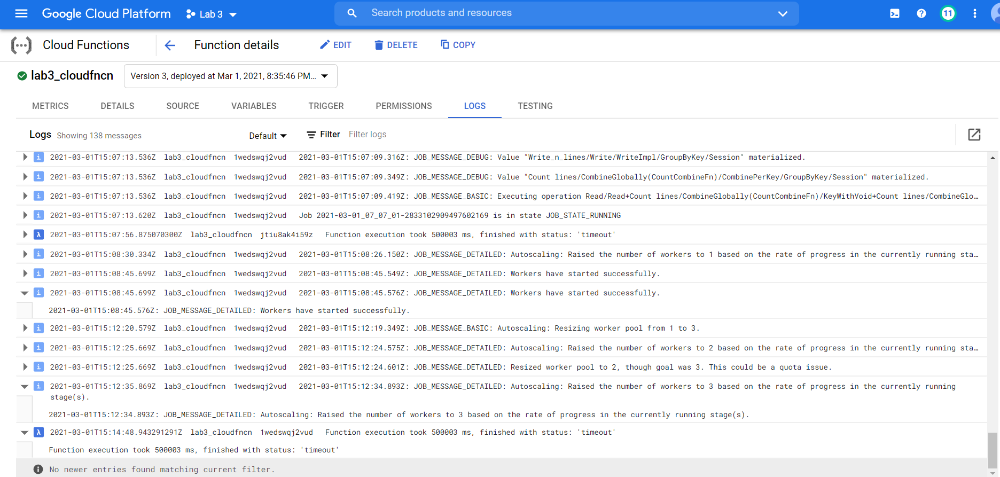 Google Cloud Platform
Lab 3
Search products and resources
11
Cloud Functions
Function details
EDIT
DELETE
COPY
lab3_cloudfncn
Version 3, deployed at Mar 1, 2021, 8:35:46 PM...
METRICS DETAILS SOURCE VARIABLES TRIGGER PERMISSIONS LOGS TESTING
Logs Showing 138 messages Default Filter Filter logs
2021-03-01T15:07:13.536Z lab3_cloudfncn 1wedswqj2vud 2021-03-01T15:07:09.316Z: JOB_MESSAGE_DEBUG: Value "Write_n_lines/Write/WriteImpl/GroupByKey/Session" materialized.
2021-03-01T15:07:13.536Z lab3_cloudfncn 1wedswqj2vud 2021-03-01T15:07:09.349Z: JOB_MESSAGE_DEBUG: Value "Count lines/CombineGlobally(CountCombineFn)/CombinePerKey/GroupByKey/Session" materialized.
2021-03-01T15:07:13.536Z lab3_cloudfncn 1wedswqj2vud 2021-03-01T15:07:09.419Z: JOB_MESSAGE_BASIC: Executing operation Read/Read+Count lines/CombineGlobally(CountCombineFn)/KeyWithVoid+Count lines/CombineGlo…
2021-03-01T15:07:13.620Z lab3_cloudfncn 1wedswqj2vud Job 2021-03-01_07_07_01-2833102909497602169 is in state JOB_STATE_RUNNING
λ 2021-03-01T15:07:56.875070300Z lab3_cloudfncn jtiu8ak4i59z Function execution took 500003 ms, finished with status: 'timeout'
2021-03-01T15:08:30.334Z lab3_cloudfncn 1wedswqj2vud 2021-03-01T15:08:26.150Z: JOB_MESSAGE_DETAILED: Autoscaling: Raised the number of workers to 1 based on the rate of progress in the currently running sta…
2021-03-01T15:08:45.699Z lab3_cloudfncn 1wedswqj2vud 2021-03-01T15:08:45.549Z: JOB_MESSAGE_DETAILED: Workers have started successfully.
2021-03-01T15:08:45.699Z lab3_cloudfncn 1wedswqj2vud 2021-03-01T15:08:45.576Z: JOB_MESSAGE_DETAILED: Workers have started successfully.
2021-03-01T15:08:45.576Z: JOB_MESSAGE_DETAILED: Workers have started successfully.
2021-03-01T15:12:20.579Z lab3_cloudfncn 1wedswqj2vud 2021-03-01T15:12:19.349Z: JOB_MESSAGE_BASIC: Autoscaling: Resizing worker pool from 1 to 3.
2021-03-01T15:12:25.669Z lab3_cloudfncn 1wedswqj2vud 2021-03-01T15:12:24.575Z: JOB_MESSAGE_DETAILED: Autoscaling: Raised the number of workers to 2 based on the rate of progress in the currently running sta…
2021-03-01T15:12:25.669Z lab3_cloudfncn 1wedswqj2vud 2021-03-01T15:12:24.601Z: JOB_MESSAGE_DETAILED: Resized worker pool to 2, though goal was 3. This could be a quota issue.
2021-03-01T15:12:35.869Z lab3_cloudfncn 1wedswqj2vud 2021-03-01T15:12:34.893Z: JOB_MESSAGE_DETAILED: Autoscaling: Raised the number of workers to 3 based on the rate of progress in the currently running
stage(s).
2021-03-01T15:12:34.893Z: JOB_MESSAGE_DETAILED: Autoscaling: Raised the number of workers to 3 based on the rate of progress in the currently running stage(s).
λ 2021-03-01T15:14:48.943291291Z lab3_cloudfncn 1wedswqj2vud Function execution took 500003 ms, finished with status: 'timeout'
Function execution took 500003 ms, finished with status: 'timeout'
No newer entries found matching current filter.